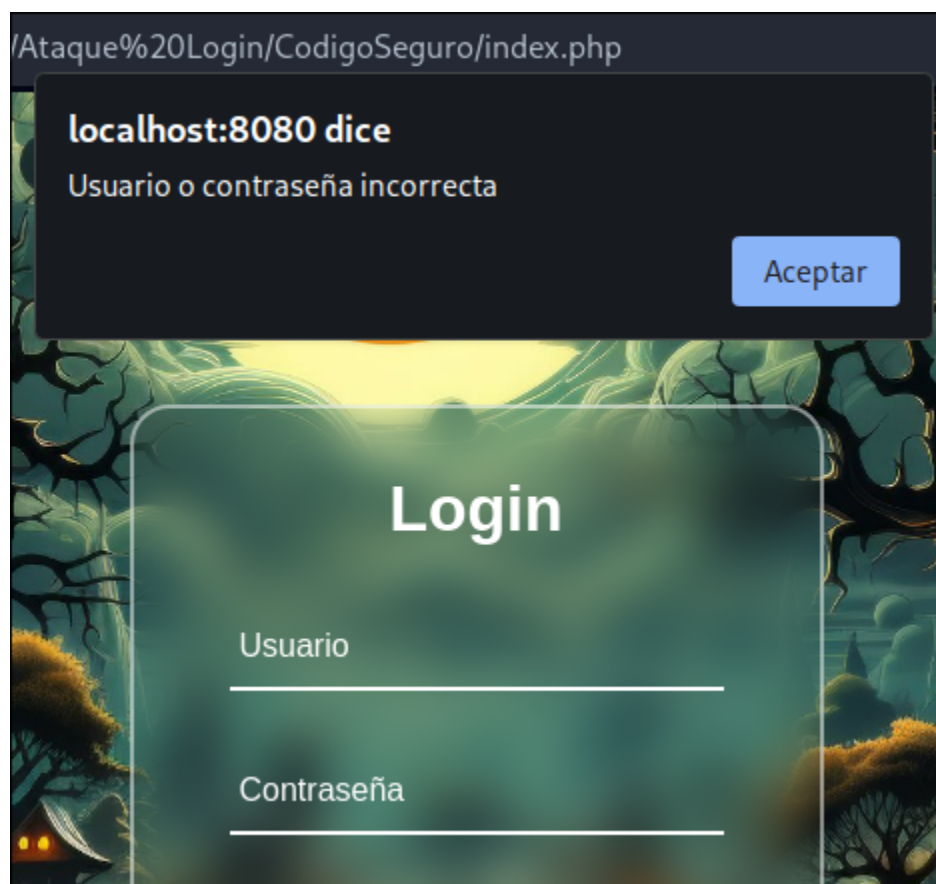 /Ataque%20Login/CodigoSeguro/index.php
localhost:8080 dice
Usuario o contraseña incorrecta
Aceptar
Login
Usuario
Contraseña